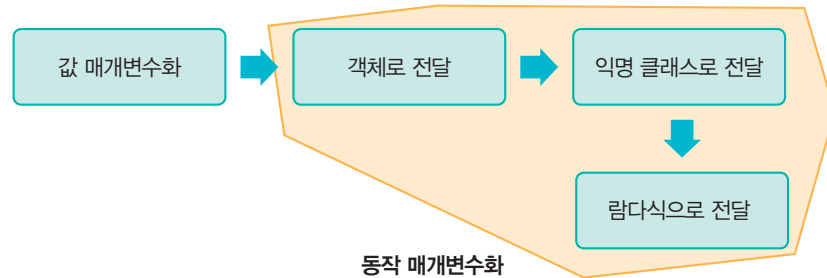 값 매개변수화
객체로 전달
익명 클래스로 전달
람다식으로 전달
동작 매개변수화